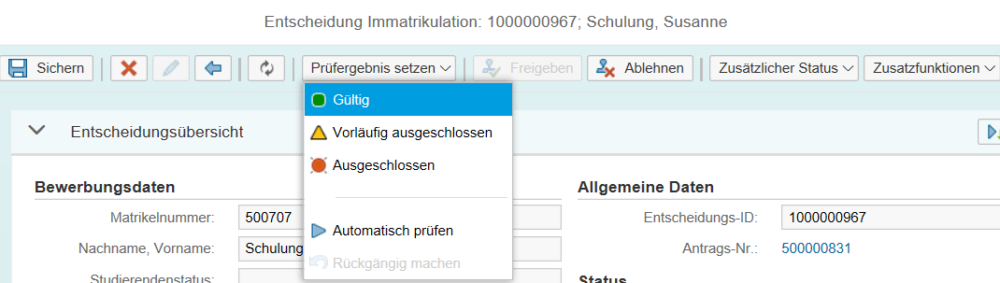 Entscheidung Immatrikulation: 1000000967; Schulung, Susanne
Sichern Prüfergebnis setzen Freigeben Ablehnen Zusätzlicher Status Zusatzfunktionen
Gültig
Vorläufig ausgeschlossen
Ausgeschlossen
Automatisch prüfen
Rückgängig machen
Entscheidungsübersicht
Bewerbungsdaten
Matrikelnummer: 500707
Nachname, Vorname: Schulung
Studierendenstatus:
Allgemeine Daten
Entscheidungs-ID: 1000000967
Antrags-Nr.: 500000831
Status